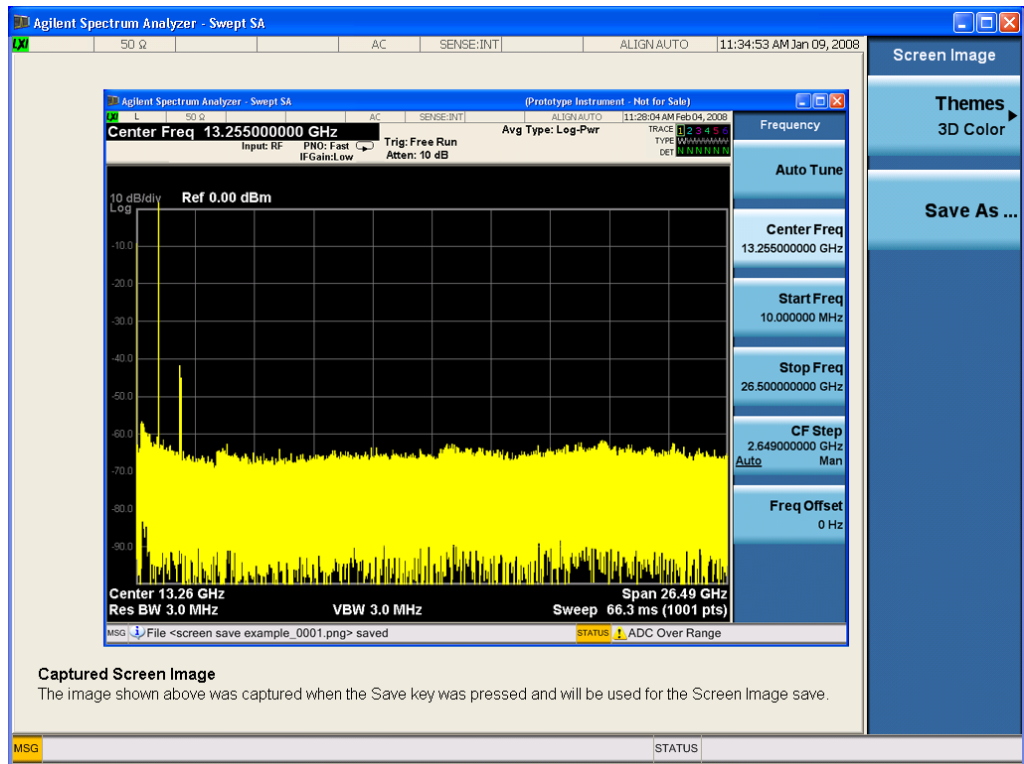 Agilent Spectrum Analyzer - Swept SA
LXI 50 Ω AC SENSE:INT ALIGN AUTO 11:34:53 AM Jan 09, 2008
Screen Image
Themes
3D Color
Save As ...
Agilent Spectrum Analyzer - Swept SA (Prototype Instrument - Not for Sale)
LXI L 50 Ω AC SENSE:INT ALIGNAUTO 11:28:04 AM Feb 04, 2008
Center Freq 13.255000000 GHz
Input: RF PNO: Fast
IFGain:Low
Trig: Free Run
Atten: 10 dB
Avg Type: Log-Pwr
TRACE 1 2 3 4 5 6
TYPE WWWWWW
DET N N N N N N
10 dB/div Ref 0.00 dBm
Log
-10.0
-20.0
-30.0
-40.0
-50.0
-60.0
-70.0
-80.0
-90.0
Center 13.26 GHz Span 26.49 GHz
Res BW 3.0 MHz VBW 3.0 MHz Sweep 66.3 ms (1001 pts)
MSG File <screen save example_0001.png> saved STATUS ADC Over Range
Frequency
Auto Tune
Center Freq
13.255000000 GHz
Start Freq
10.000000 MHz
Stop Freq
26.500000000 GHz
CF Step
2.649000000 GHz
Auto Man
Freq Offset
0 Hz
Captured Screen Image
The image shown above was captured when the Save key was pressed and will be used for the Screen Image save.
MSG STATUS